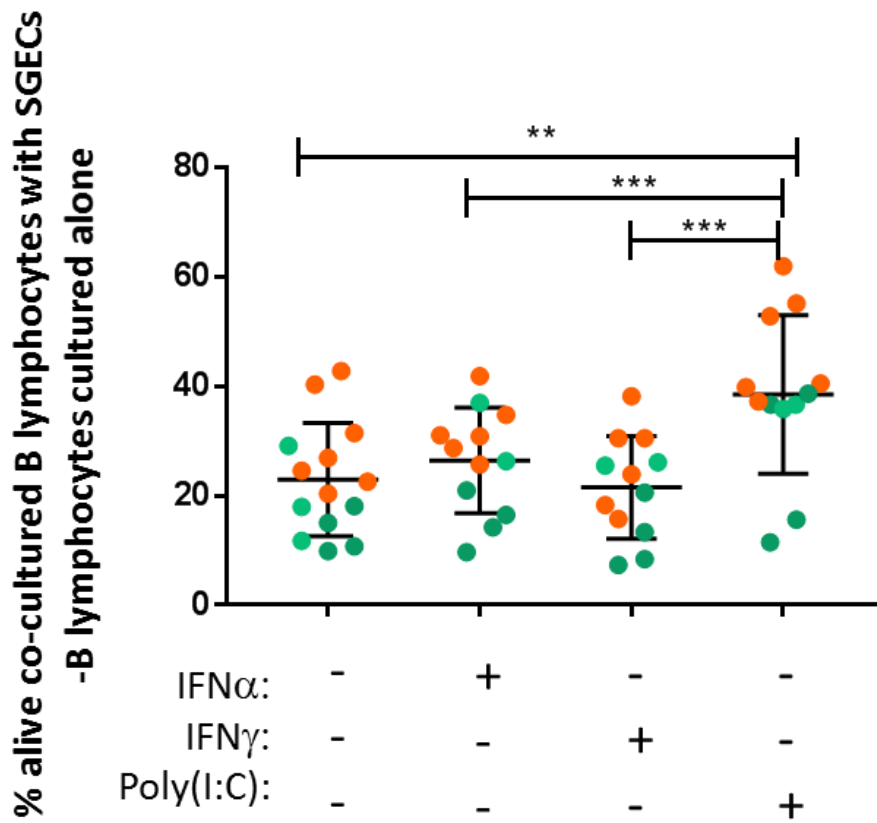 % alive co-cultured B lymphocytes with SGECs
-B lymphocytes cultured alone
**
***
***
80
60
40
20
0
IFNα: - + - -
IFNγ: - - + -
Poly(I:C): - - - +